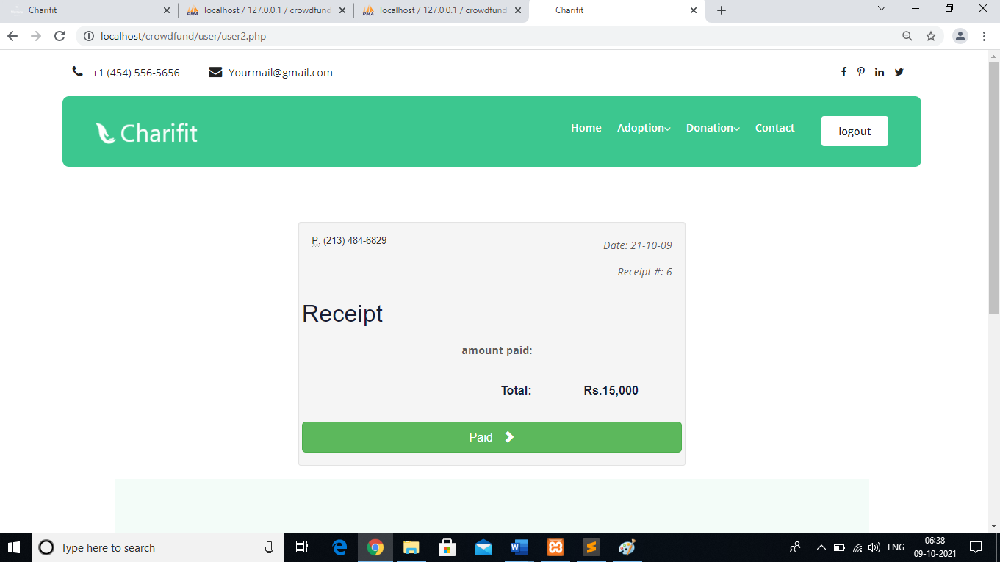 Charifit
localhost / 127.0.0.1 / crowdfund
localhost / 127.0.0.1 / crowdfund
Charifit
localhost/crowdfund/user/user2.php
+1 (454) 556-5656 Yourmail@gmail.com
Charifit Home Adoption Donation Contact logout
P: (213) 484-6829 Date: 21-10-09
Receipt #: 6
Receipt
amount paid:
Total: Rs.15,000
Paid
Type here to search
ENG
06:38
09-10-2021